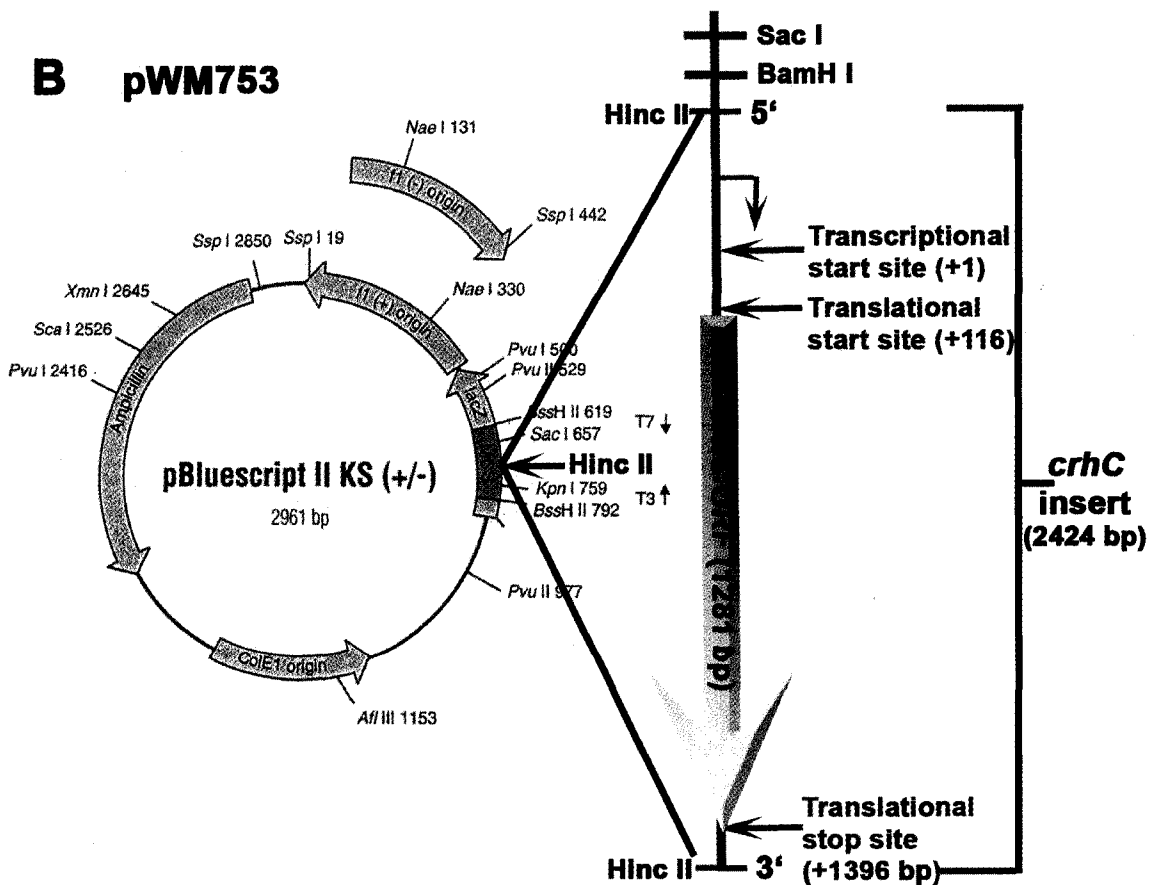 B pWM753
Sac I
BamH I
Hinc II 5‘
Nae I 131
f1 (-) origin
Ssp I 442
Ssp I 2850
Ssp I 19
Transcriptional
start site (+1)
Xmn I 2645
f1 (+) origin
Nae I 330
Translational
start site (+116)
Sca I 2526
Pvu I 500
Pvu II 529
Pvu I 2416
Ampicillin
lacZ
BssH II 619
T7
Sac I 657
Hinc II
pBluescript II KS (+/-)
2961 bp
Kpn I 759
T3
BssH II 792
ORF (1281 bp)
crhC
insert
(2424 bp)
Pvu II 977
ColE1 origin
Afl III 1153
Translational
stop site
(+1396 bp)
Hinc II 3‘